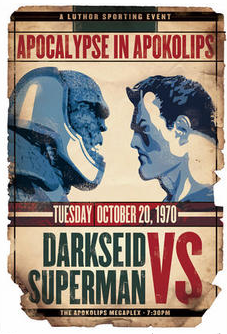 A LUTHOR SPORTING EVENT
APOCALYPSE IN APOKOLIPS
TUESDAY OCTOBER 20, 1970
DARKSEID
VS
SUPERMAN
THE APOKOLIPS MEGAPLEX - 7:30PM